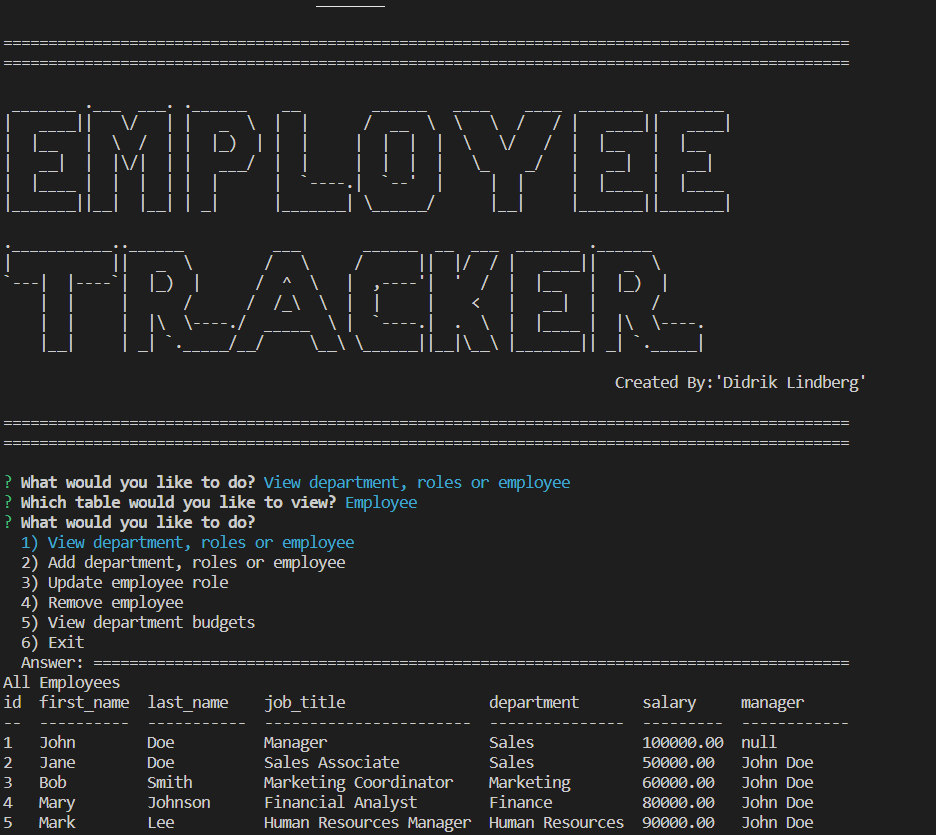 ==============================================================================================
==============================================================================================
EMPLOYEE
TRACKER
Created By:'Didrik Lindberg'
==============================================================================================
==============================================================================================
? What would you like to do? View department, roles or employee
? Which table would you like to view? Employee
? What would you like to do?
1) View department, roles or employee
2) Add department, roles or employee
3) Update employee role
4) Remove employee
5) View department budgets
6) Exit
Answer: ====================================================================================
All Employees
id first_name last_name job_title department salary manager
-- ---------- ----------- ----------------------- --------------- --------- ------------
1 John Doe Manager Sales 100000.00 null
2 Jane Doe Sales Associate Sales 50000.00 John Doe
3 Bob Smith Marketing Coordinator Marketing 60000.00 John Doe
4 Mary Johnson Financial Analyst Finance 80000.00 John Doe
5 Mark Lee Human Resources Manager Human Resources 90000.00 John Doe